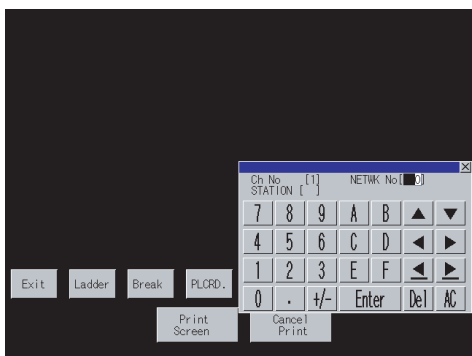 Ch No [1] NETWK No[ 0]
STATION [ ]
7 8 9 A B ▲ ▼
4 5 6 C D ◀ ▶
1 2 3 E F ◀ ▶
0 . +/- Enter Del AC
Exit Ladder Break PLCRD.
Print
Screen
Cancel
Print